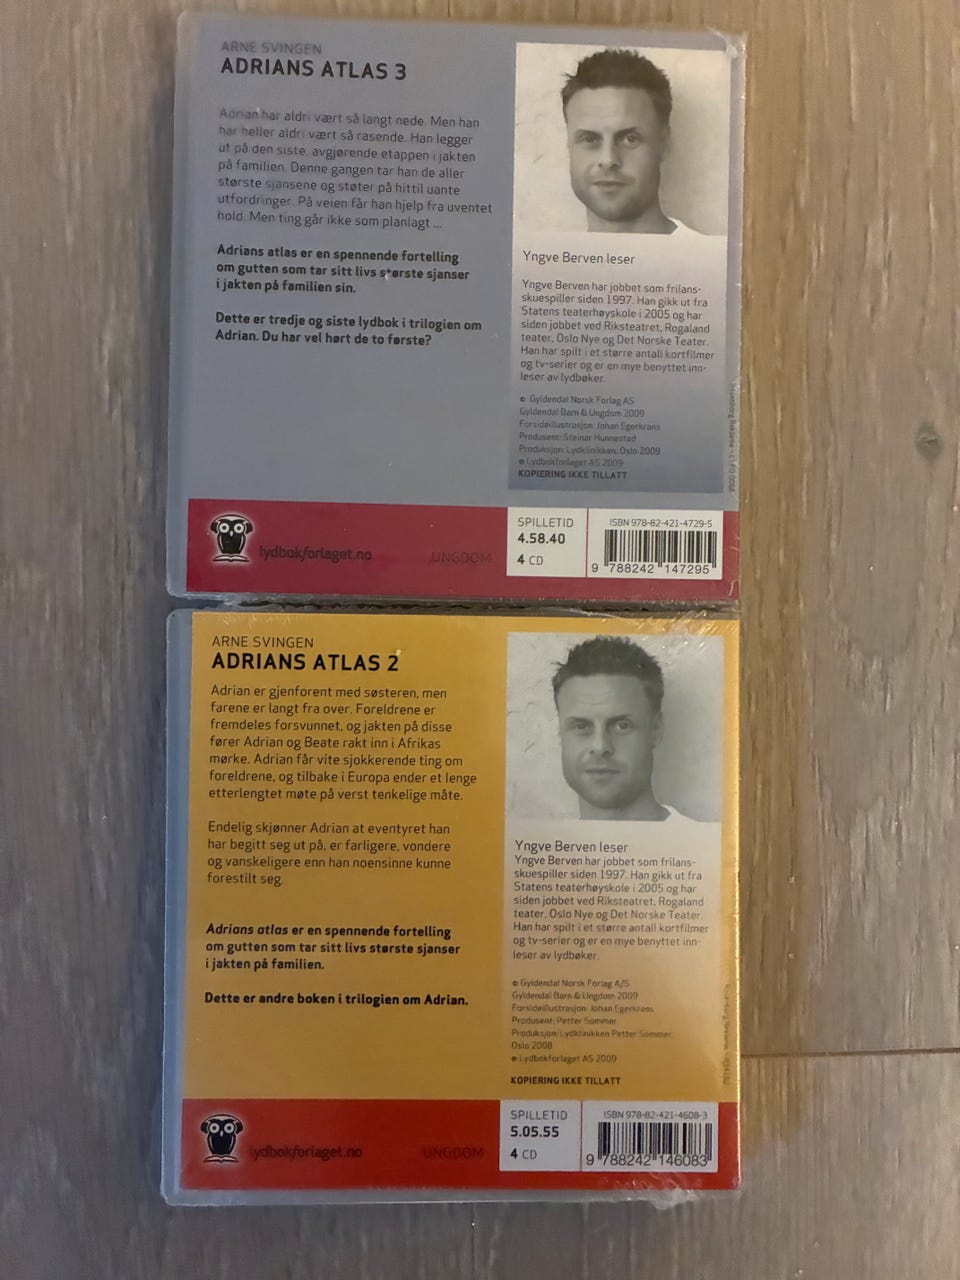 ARNE SVINGEN
ADRIANS ATLAS 3
Adrian har aldri vært så langt nede. Men han
har heller aldri vært så rasende. Han legger
ut på den siste, avgjørende etappen i jakten
på familien. Denne gangen tar han de aller
største sjansene og støter på hittil uante
utfordringer. På veien får han hjelp fra uventet
hold. Men ting går ikke som planlagt ...
Adrians atlas er en spennende fortelling
om gutten som tar sitt livs største sjanser
i jakten på familien sin.
Dette er tredje og siste lydbok i trilogien om
Adrian. Du har vel hørt de to første?
Yngve Berven leser
Yngve Berven har jobbet som frilans-
skuespiller siden 1997. Han gikk ut fra
Statens teaterhøyskole i 2005 og har
siden jobbet ved Riksteatret, Rogaland
teater, Oslo Nye og Det Norske Teater.
Han har spilt i et større antall kortfilmer
og tv-serier og er en mye benyttet inn-
leser av lydbøker.
© Gyldendal Norsk Forlag AS
Gyldendal Barn & Ungdom 2009
Forsideillustrasjon: Johan Egerkrans
Produsent: Steinar Hunnestad
Produksjon: Lydklinikken, Oslo 2009
℗ Lydbokforlaget AS 2009
KOPIERING IKKE TILLATT
lydbokforlaget.no
UNGDOM
SPILLETID
4.58.40
4 CD
ISBN 978-82-421-4729-5
9 788242 147295
ARNE SVINGEN
ADRIANS ATLAS 2
Adrian er gjenforent med søsteren, men
farene er langt fra over. Foreldrene er
fremdeles forsvunnet, og jakten på disse
fører Adrian og Beate rakt inn i Afrikas
mørke. Adrian får vite sjokkerende ting om
foreldrene, og tilbake i Europa ender et lenge
etterlengtet møte på verst tenkelige måte.
Endelig skjønner Adrian at eventyret han
har begitt seg ut på, er farligere, vondere
og vanskeligere enn han noensinne kunne
forestilt seg.
Adrians atlas er en spennende fortelling
om gutten som tar sitt livs største sjanser
i jakten på familien.
Dette er andre boken i trilogien om Adrian.
Yngve Berven leser
Yngve Berven har jobbet som frilans-
skuespiller siden 1997. Han gikk ut fra
Statens teaterhøyskole i 2005 og har
siden jobbet ved Riksteatret, Rogaland
teater, Oslo Nye og Det Norske Teater.
Han har spilt i et større antall kortfilmer
og tv-serier og er en mye benyttet inn-
leser av lydbøker.
© Gyldendal Norsk Forlag A/S
Gyldendal Barn & Ungdom 2009
Forsideillustrasjon: Johan Egerkrans
Produsent: Petter Sommer
Produksjon: Lydklinikken Petter Sommer,
Oslo 2008
℗ Lydbokforlaget AS 2009
KOPIERING IKKE TILLATT
lydbokforlaget.no
UNGDOM
SPILLETID
5.05.55
4 CD
ISBN 978-82-421-4608-3
9 788242 146083